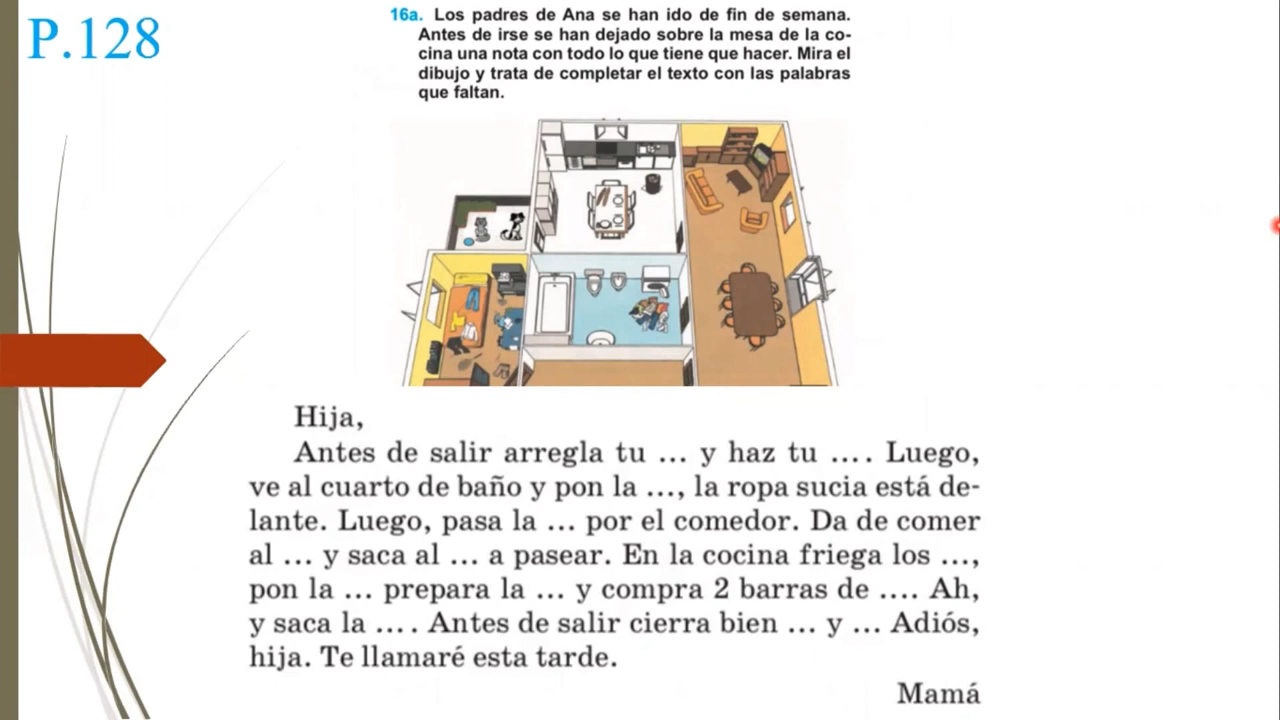 P.128
16a. Los padres de Ana se han ido de fin de semana.
Antes de irse se han dejado sobre la mesa de la co-
cina una nota con todo lo que tiene que hacer. Mira el
dibujo y trata de completar el texto con las palabras
que faltan.
Hija,
Antes de salir arregla tu ... y haz tu .... Luego,
ve al cuarto de baño y pon la ..., la ropa sucia está de-
lante. Luego, pasa la ... por el comedor. Da de comer
al ... y saca al ... a pasear. En la cocina friega los ...,
pon la ... prepara la ... y compra 2 barras de .... Ah,
y saca la .... Antes de salir cierra bien ... y ... Adiós,
hija. Te llamaré esta tarde.
Mamá